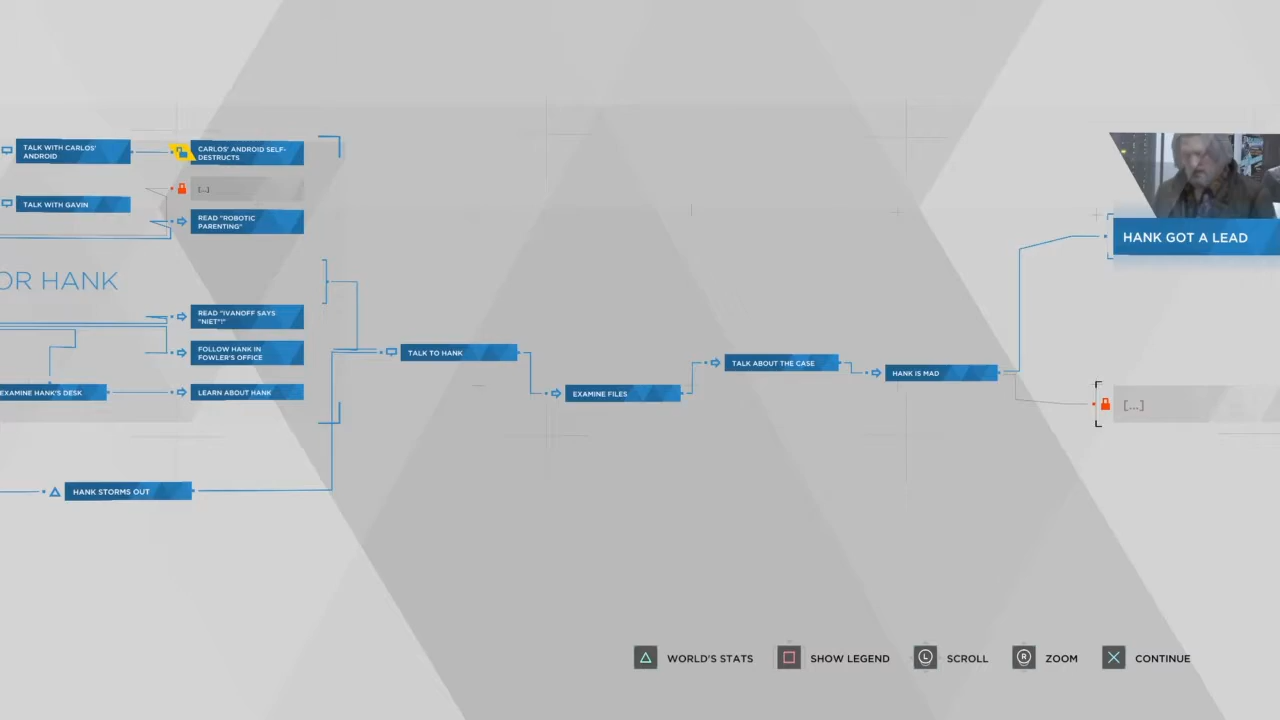 TALK WITH CARLOS'
ANDROID
CARLOS' ANDROID SELF-
DESTRUCTS
[...]
TALK WITH GAVIN
READ "ROBOTIC
PARENTING"
HANK GOT A LEAD
OR HANK
READ "IVANOFF SAYS
"NIET"!"
FOLLOW HANK IN
FOWLER'S OFFICE
TALK TO HANK
TALK ABOUT THE CASE
HANK IS MAD
EXAMINE HANK'S DESK
LEARN ABOUT HANK
EXAMINE FILES
[...]
HANK STORMS OUT
WORLD'S STATS
SHOW LEGEND
L
SCROLL
R
ZOOM
CONTINUE